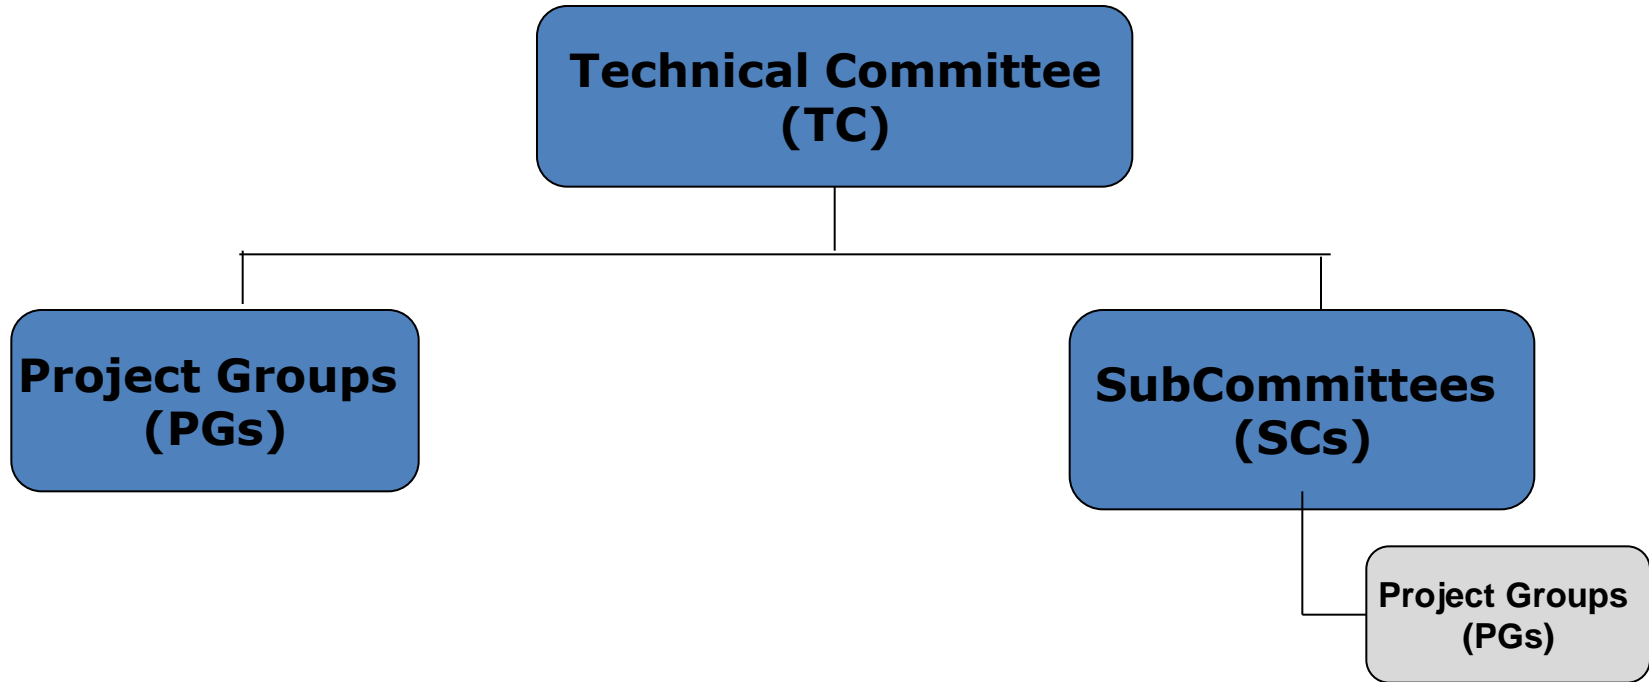 Technical Committee
(TC)
Project Groups
(PGs)
SubCommittees
(SCs)
Project Groups
(PGs)